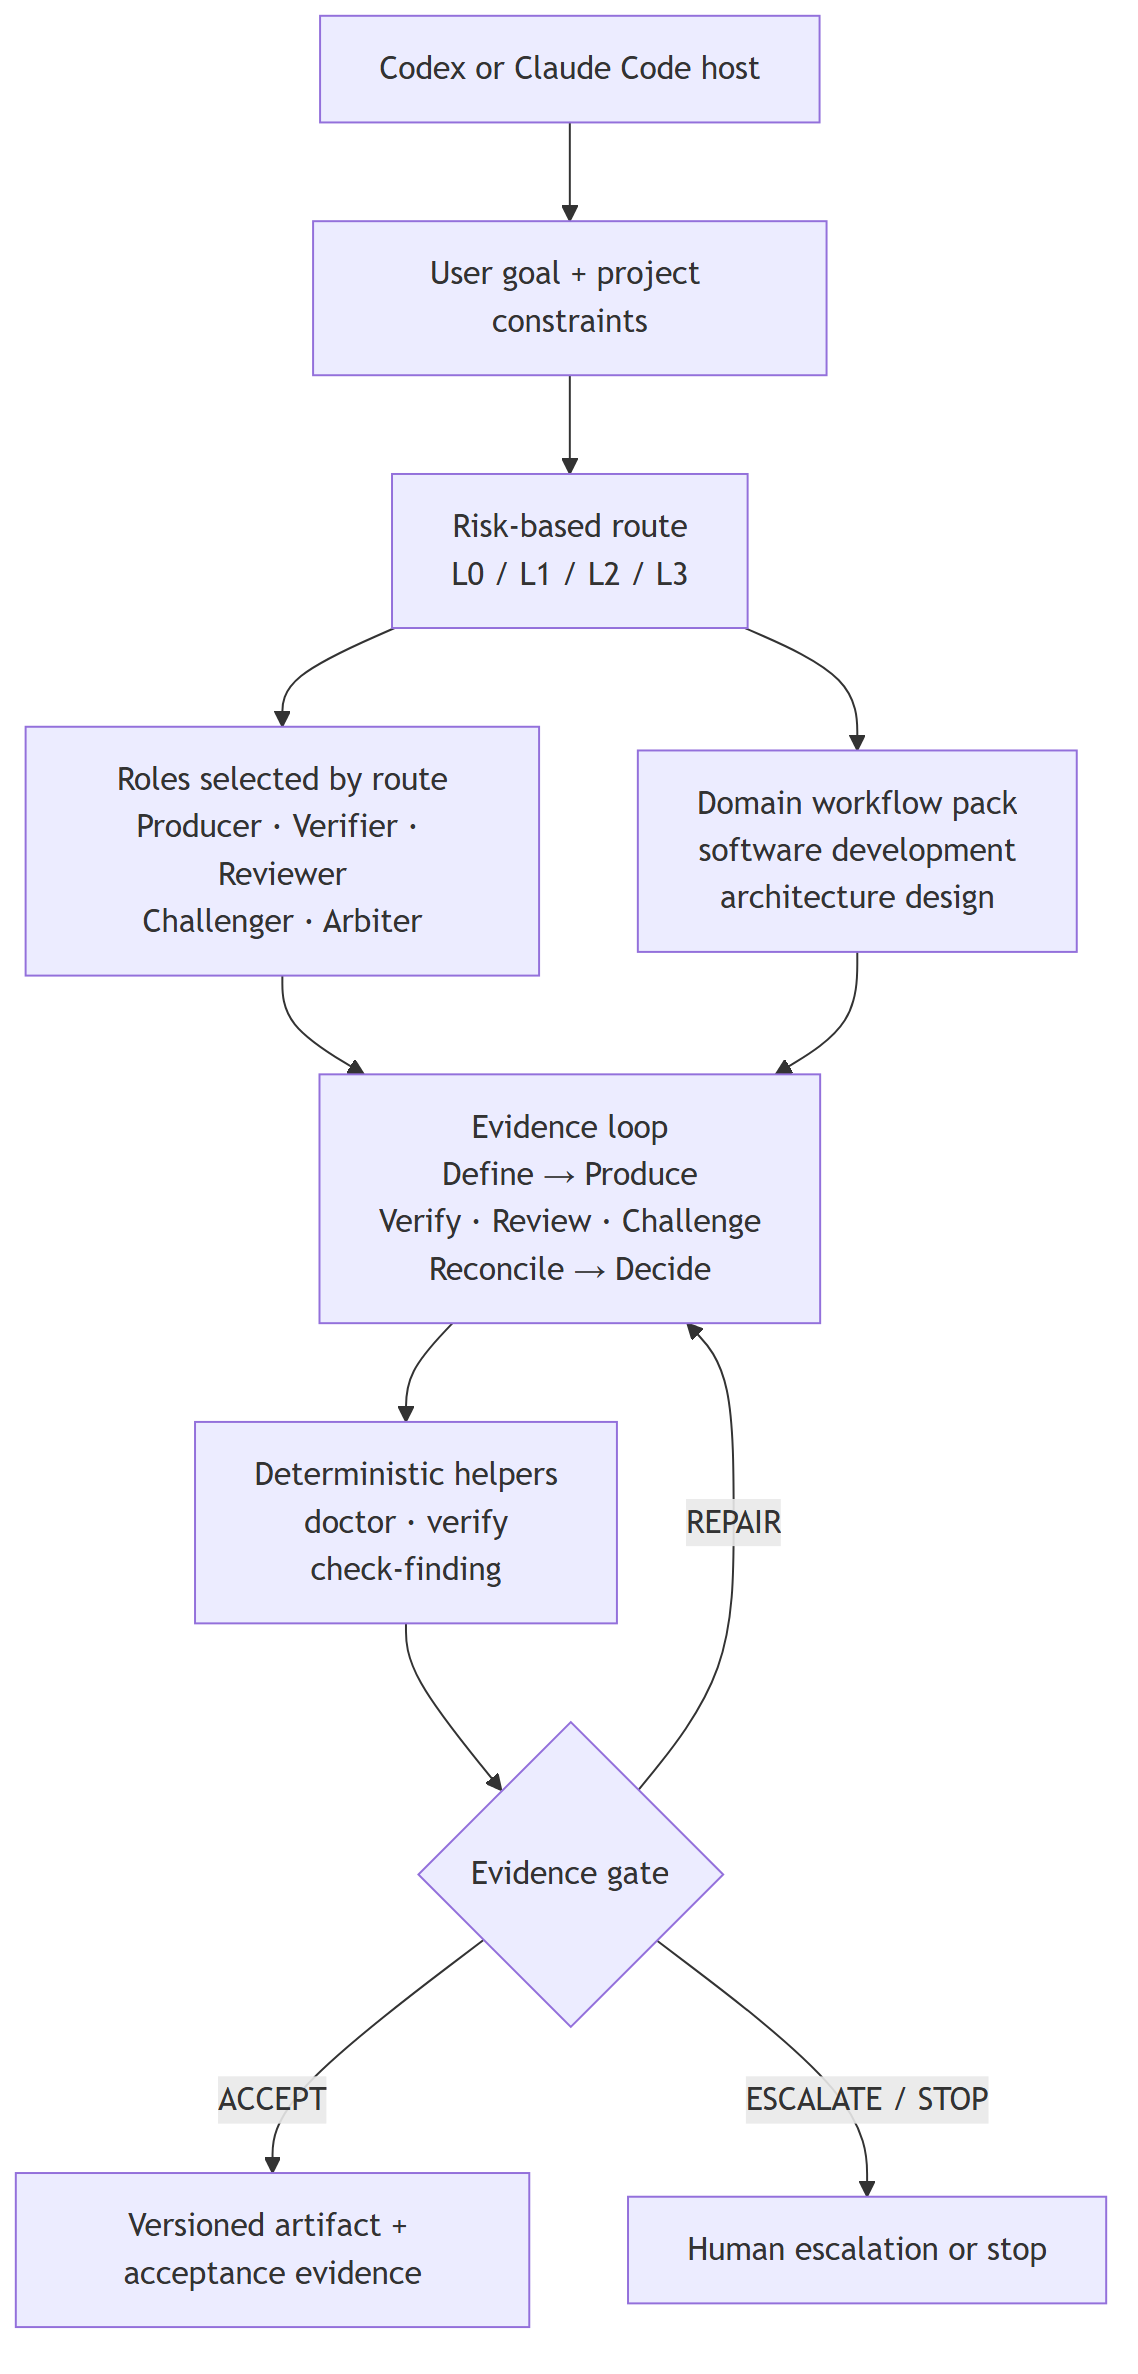 Codex or Claude Code host
User goal + project
constraints
Risk-based route
L0 / L1 / L2 / L3
Roles selected by route
Producer · Verifier ·
Reviewer
Challenger · Arbiter
Domain workflow pack
software development
architecture design
Evidence loop
Define → Produce
Verify · Review · Challenge
Reconcile → Decide
Deterministic helpers
doctor · verify
check-finding
REPAIR
Evidence gate
ACCEPT
ESCALATE / STOP
Versioned artifact +
acceptance evidence
Human escalation or stop